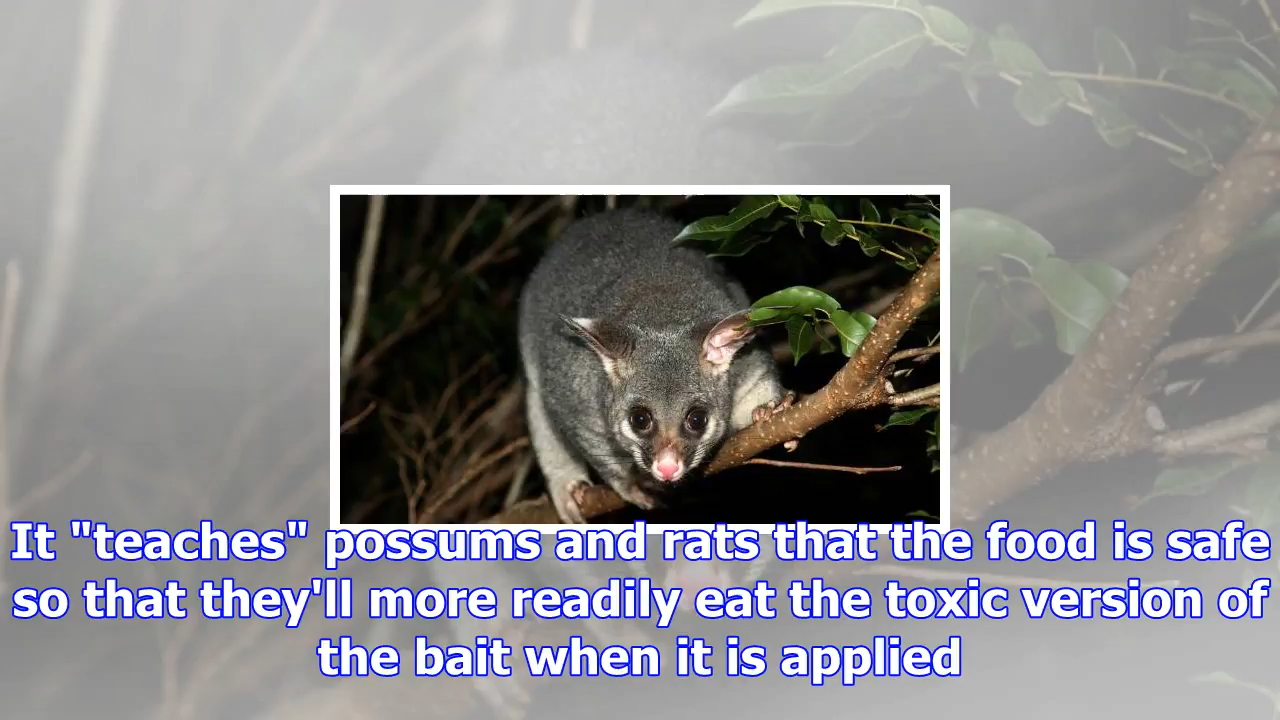 It "teaches" possums and rats that the food is safe
so that they'll more readily eat the toxic version of
the bait when it is applied